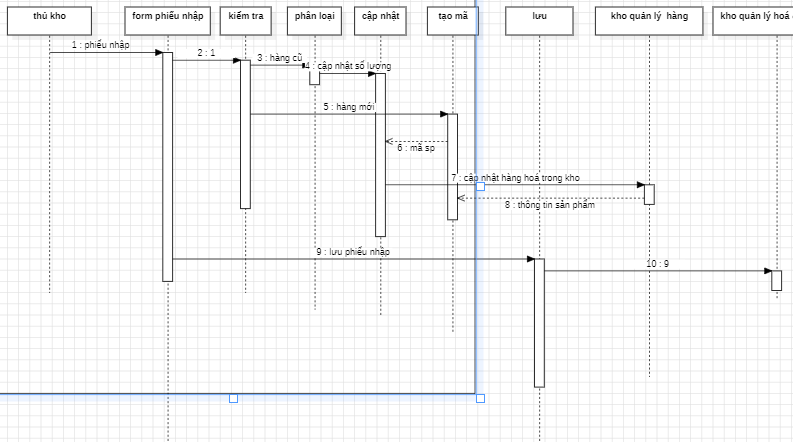 thủ kho
form phiếu nhập
kiểm tra
phân loại
cập nhật
tạo mã
lưu
kho quản lý hàng
kho quản lý hoá
1 : phiếu nhập
2 : 1
3 : hàng cũ
4 : cập nhật số lượng
5 : hàng mới
6 : mã sp
7 : cập nhật hàng hoá trong kho
8 : thông tin sản phẩm
9 : lưu phiếu nhập
10 : 9